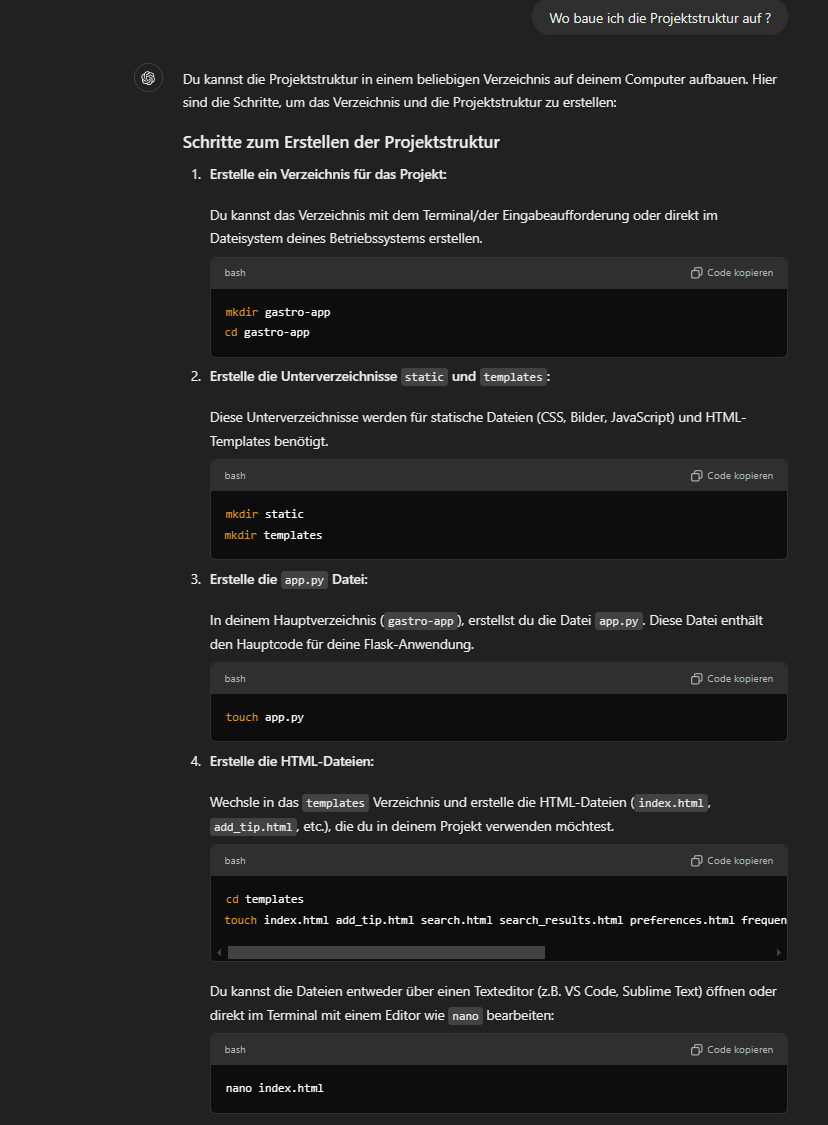 Wo baue ich die Projektstruktur auf ?
Du kannst die Projektstruktur in einem beliebigen Verzeichnis auf deinem Computer aufbauen. Hier
sind die Schritte, um das Verzeichnis und die Projektstruktur zu erstellen:
Schritte zum Erstellen der Projektstruktur
1. Erstelle ein Verzeichnis für das Projekt:
Du kannst das Verzeichnis mit dem Terminal/der Eingabeaufforderung oder direkt im
Dateisystem deines Betriebssystems erstellen.
bash Code kopieren
mkdir gastro-app
cd gastro-app
2. Erstelle die Unterverzeichnisse static und templates:
Diese Unterverzeichnisse werden für statische Dateien (CSS, Bilder, JavaScript) und HTML-
Templates benötigt.
bash Code kopieren
mkdir static
mkdir templates
3. Erstelle die app.py Datei:
In deinem Hauptverzeichnis (gastro-app), erstellst du die Datei app.py. Diese Datei enthält
den Hauptcode für deine Flask-Anwendung.
bash Code kopieren
touch app.py
4. Erstelle die HTML-Dateien:
Wechsle in das templates Verzeichnis und erstelle die HTML-Dateien (index.html,
add_tip.html, etc.), die du in deinem Projekt verwenden möchtest.
bash Code kopieren
cd templates
touch index.html add_tip.html search.html search_results.html preferences.html frequen
Du kannst die Dateien entweder über einen Texteditor (z.B. VS Code, Sublime Text) öffnen oder
direkt im Terminal mit einem Editor wie nano bearbeiten:
bash Code kopieren
nano index.html